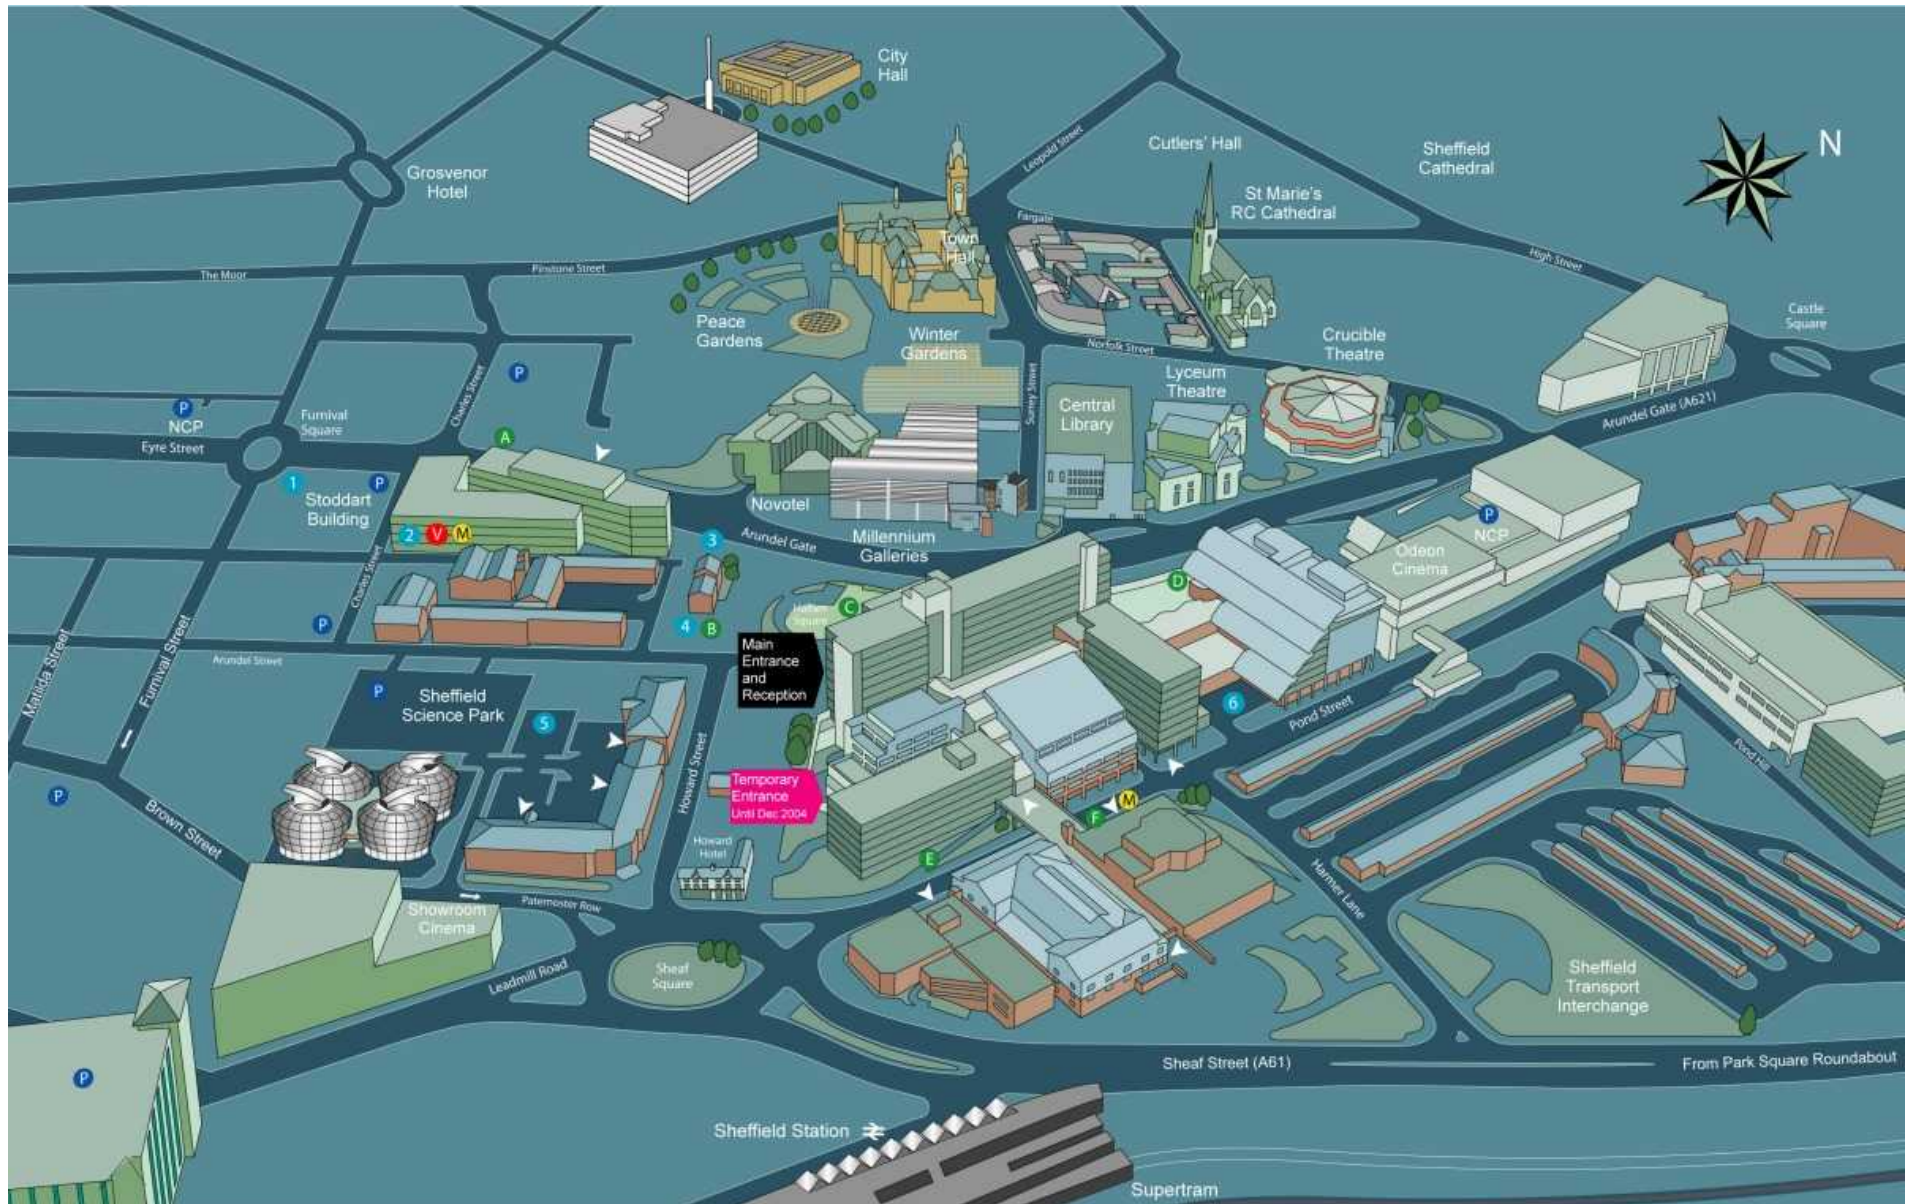 City
Hall
N
Leopold Street
Cutlers' Hall
Sheffield
Cathedral
Grosvenor
Hotel
St Marie's
RC Cathedral
Fargate
Town
Hall
High Street
The Moor
Pinstone Street
Castle
Square
Peace
Gardens
Winter
Gardens
Crucible
Theatre
Norfolk Street
Lyceum
Theatre
Charles Street
P
Surrey Street
Central
Library
P
NCP
Furnival
Square
Arundel Gate (A621)
A
Eyre Street
1
P
Stoddart
Building
Novotel
P
NCP
2
V
M
3
Arundel Gate
Millennium
Galleries
Odeon
Cinema
Charles Street
D
C
Square
P
4
B
Main
Entrance
and
Reception
Matilda Street
Furnival Street
Arundel Street
P
Sheffield
Science Park
5
6
Pond Street
Howard Street
Pond Hill
Temporary
Entrance
Until Dec 2004
P
M
F
Brown Street
Howard
Hotel
E
Harmer Lane
Showroom
Cinema
Paternoster Row
Leadmill Road
Sheaf
Square
Sheffield
Transport
Interchange
P
Sheaf Street (A61)
From Park Square Roundabout
Sheffield Station
Supertram